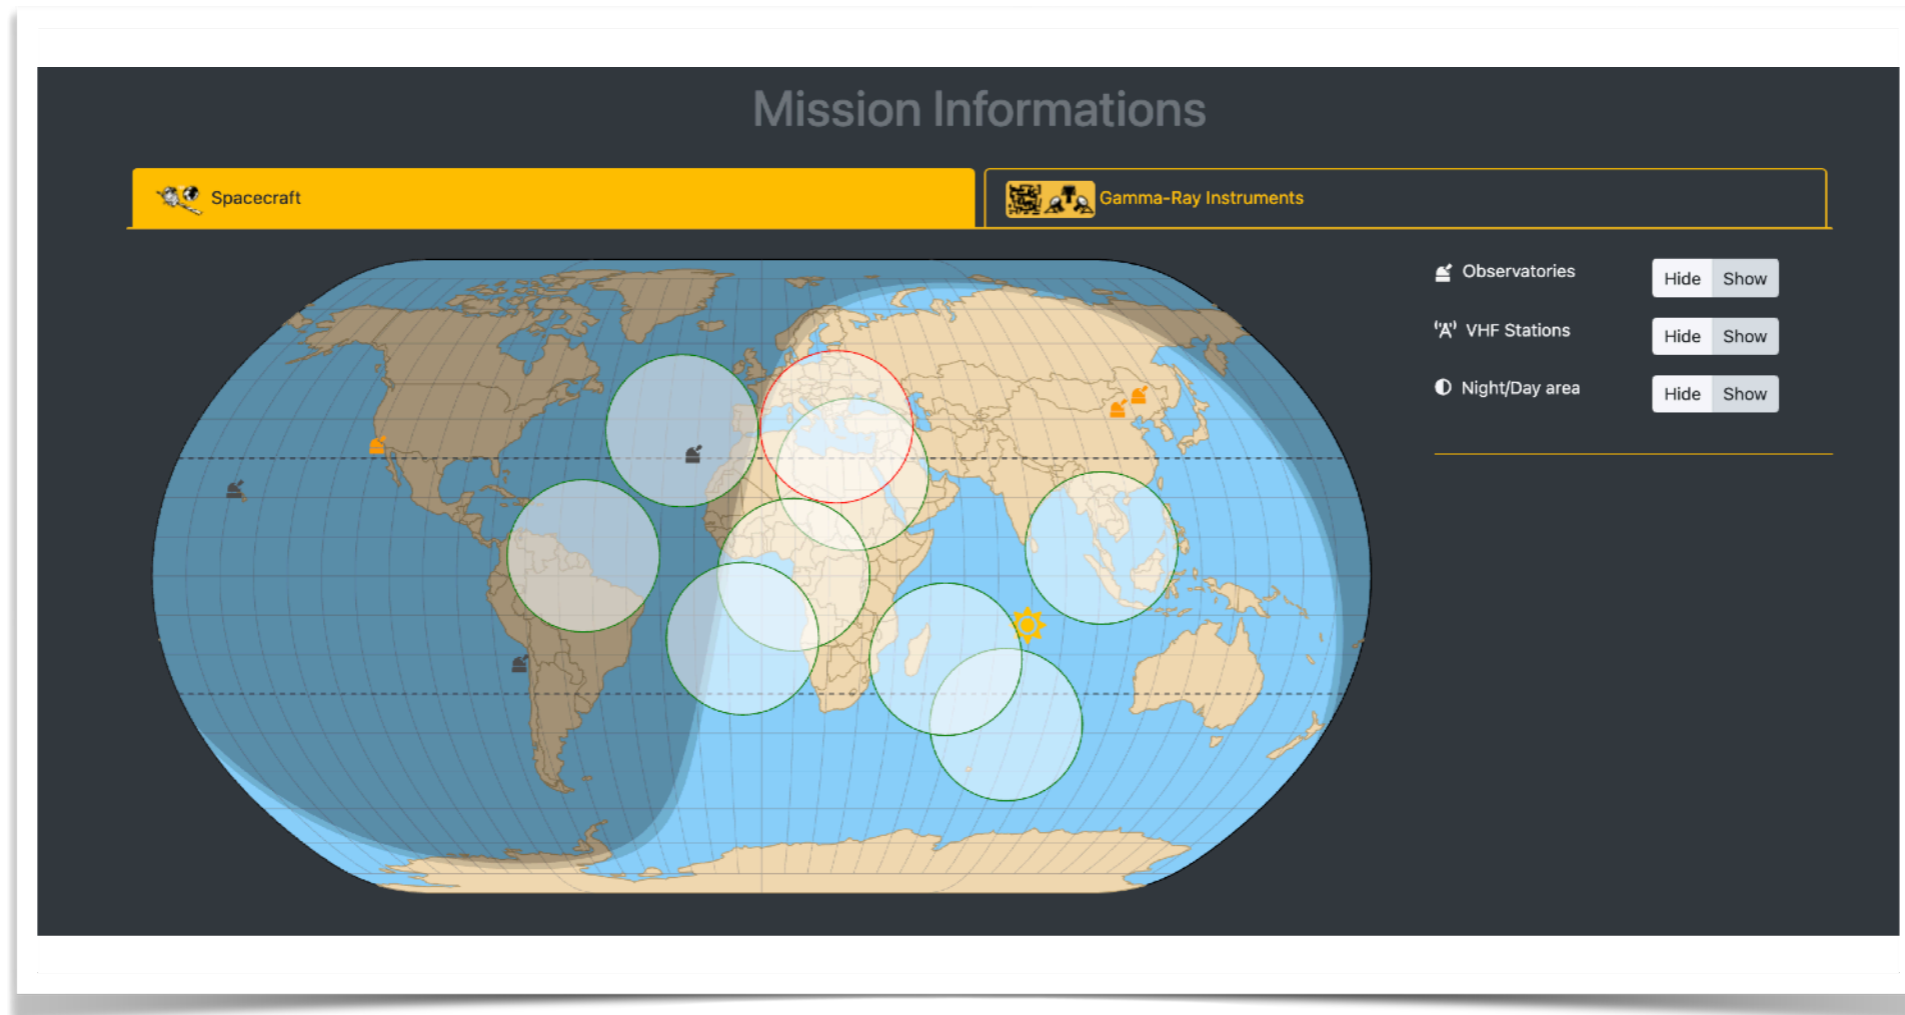 Mission Informations
Spacecraft
Gamma-Ray Instruments
Observatories
Hide Show
VHF Stations
Hide Show
Night/Day area
Hide Show